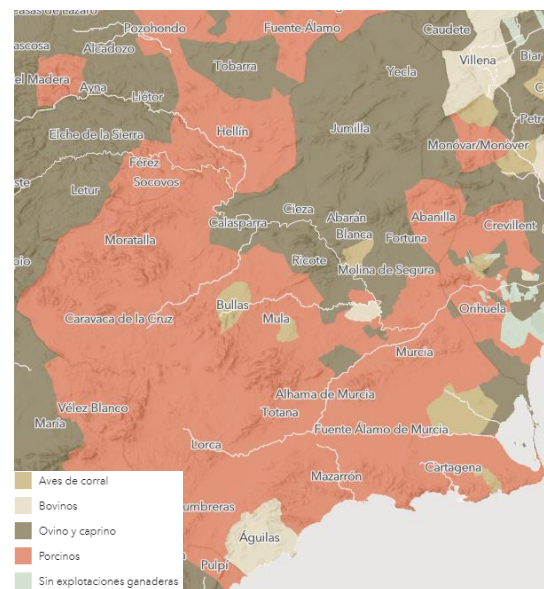 Pozohondo
Fuente Álamo
Caudete
Alcadozo
Villena
Biar
Tobarra
Yecla
el Madera
Ayna
Liétor
Hellín
Jumilla
Elche de la Sierra
Monóvar/Monòver
Férez
Socovos
Letur
Cieza
Abarán
Abanilla
Calasparra
Blanca
Crevillent
Moratalla
Fortuna
Ricote
Molina de Segura
Bullas
Orihuela
Caravaca de la Cruz
Mula
Murcia
Alhama de Murcia
Vélez Blanco
Totana
María
Fuente Álamo de Murcia
Lorca
Cartagena
Mazarrón
Aves de corral
Bovinos
umbreras
Ovino y caprino
Águilas
Porcinos
Pulpí
Sin explotaciones ganaderas